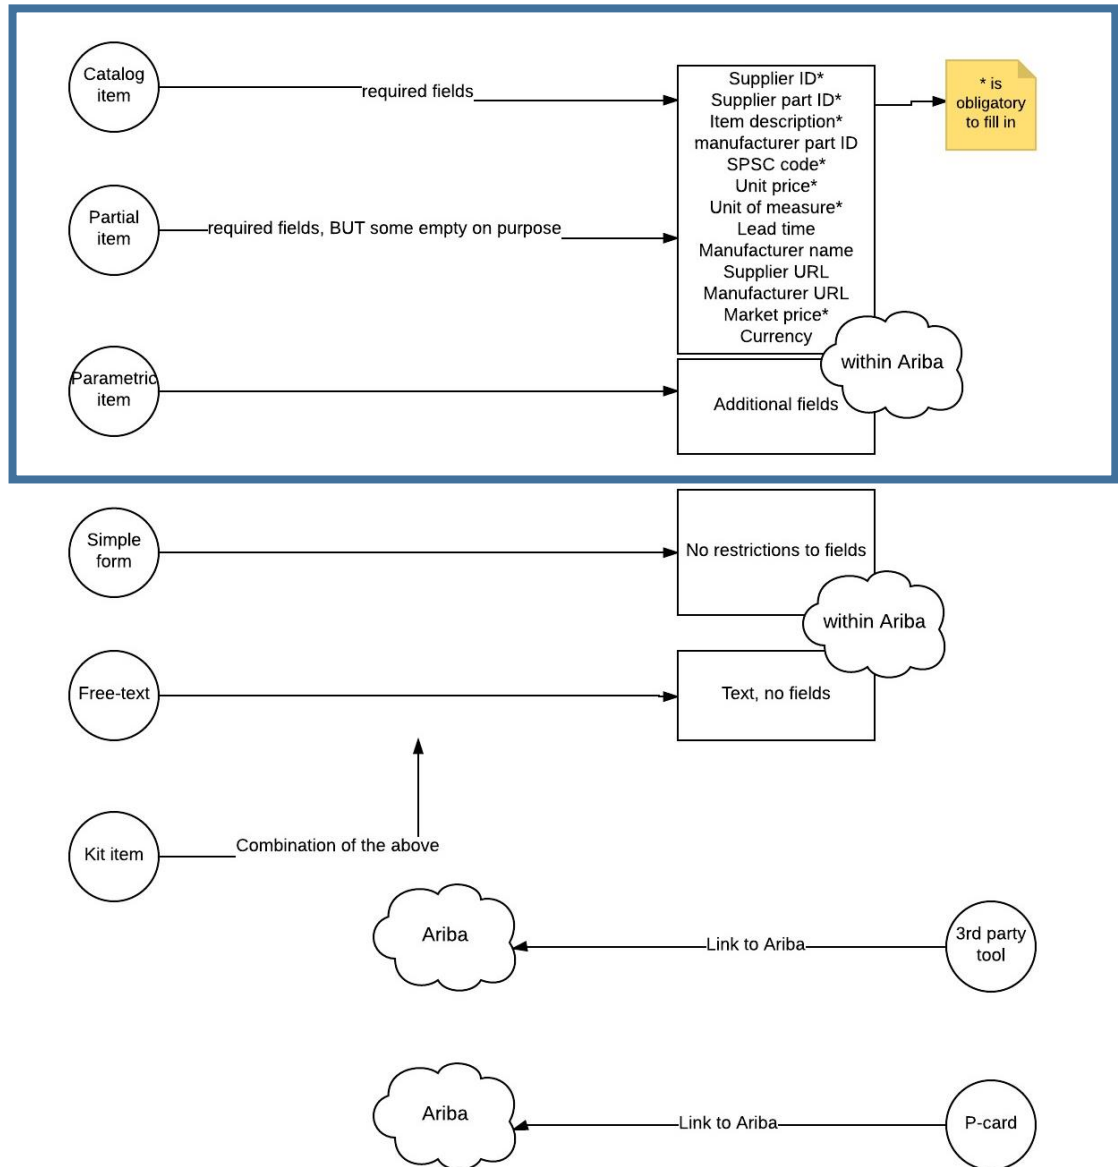 Catalog
item
required fields
Supplier ID*
Supplier part ID*
Item description*
manufacturer part ID
SPSC code*
Unit price*
Unit of measure*
Lead time
Manufacturer name
Supplier URL
Manufacturer URL
Market price*
Currency
* is
obligatory
to fill in
Partial
item
required fields, BUT some empty on purpose
within Ariba
Parametric
item
Additional fields
Simple
form
No restrictions to fields
within Ariba
Free-text
Text, no fields
Kit item
Combination of the above
Ariba
Link to Ariba
3rd party
tool
Ariba
Link to Ariba
P-card